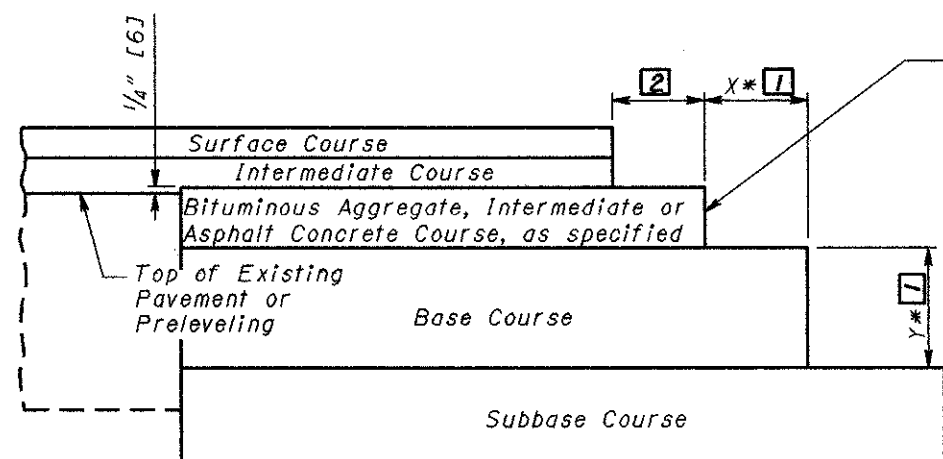 1/4" [6]
2
X* 1
Surface Course
Intermediate Course
Bituminous Aggregate, Intermediate or
Asphalt Concrete Course, as specified
Top of Existing
Pavement or
Preleveling
Base Course
Y* 1
Subbase Course